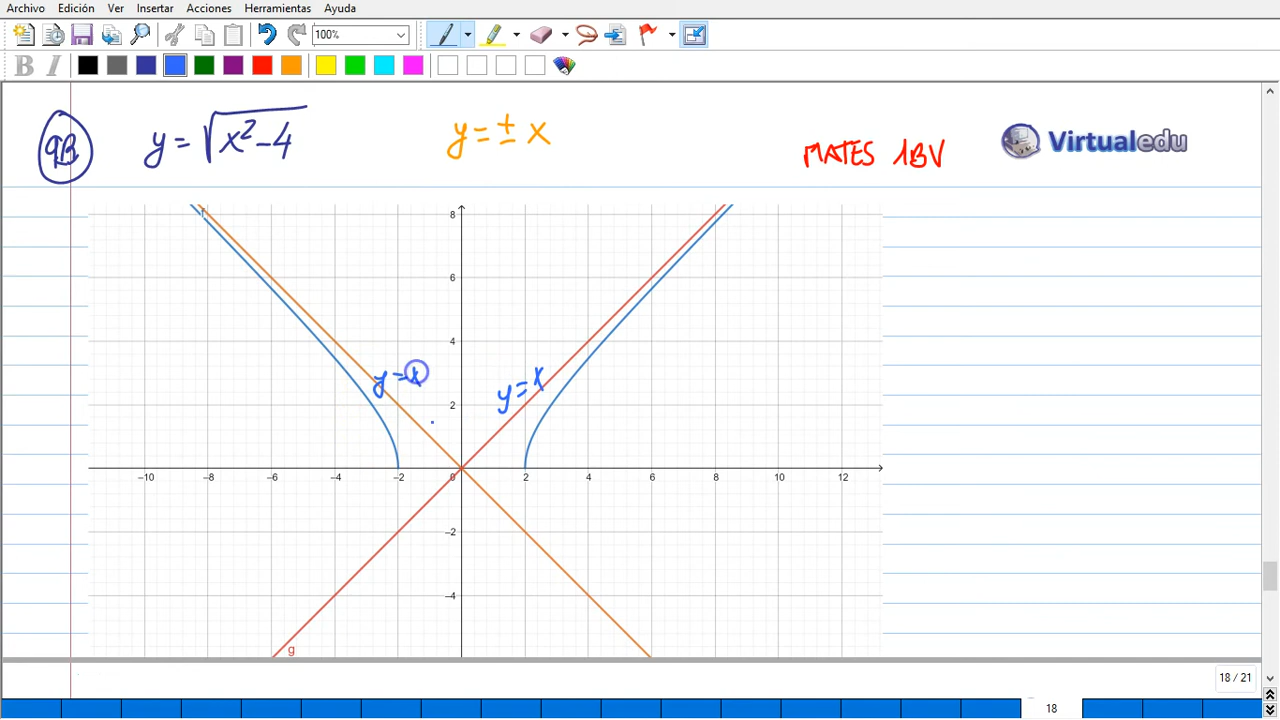 Archivo Edición Ver Insertar Acciones Herramientas Ayuda
100%
B I
9B y = √x²-4 y = ± x MATES 1BV Virtualedu
f
8
6
4
y = -x y = x
2
-10 -8 -6 -4 -2 0 2 4 6 8 10 12
-2
-4
g
18 / 21
18